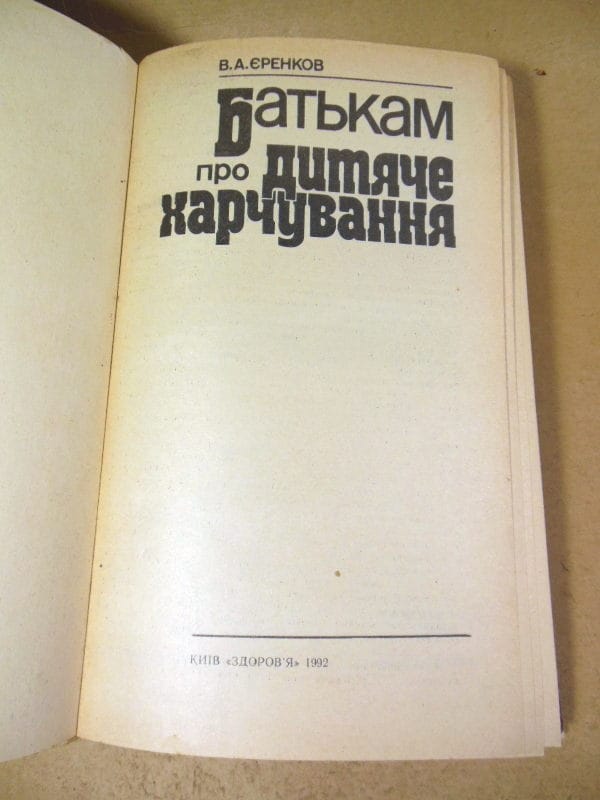 В.А.ЄРЕНКОВ
Батькам
про дитяче
харчування
КИЇВ «ЗДОРОВ'Я» 1992